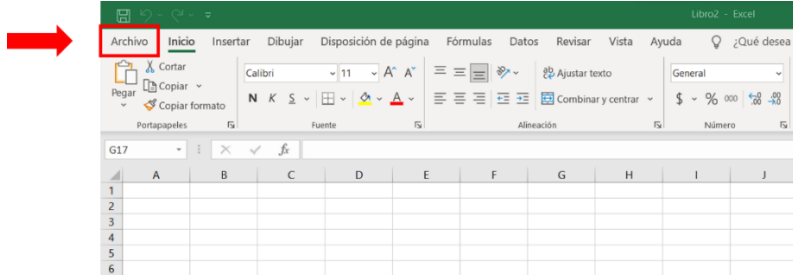 Libro2 - Excel
Archivo Inicio Insertar Dibujar Disposición de página Fórmulas Datos Revisar Vista Ayuda ¿Qué desea
Pegar
Cortar
Copiar
Copiar formato
Portapapeles
Calibri 11 A^ A˅
N K S A
Fuente
ab Ajustar texto
Combinar y centrar
Alineación
General
$ % 000
Número
G17 fx
A B C D E F G H I J
1
2
3
4
5
6